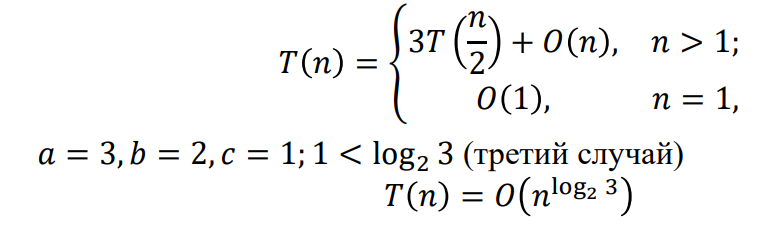 T(n) = { 3T(n/2) + O(n), n > 1;
O(1), n = 1,
a = 3, b = 2, c = 1; 1 < log₂ 3 (третий случай)
T(n) = O(n^(log₂ 3))